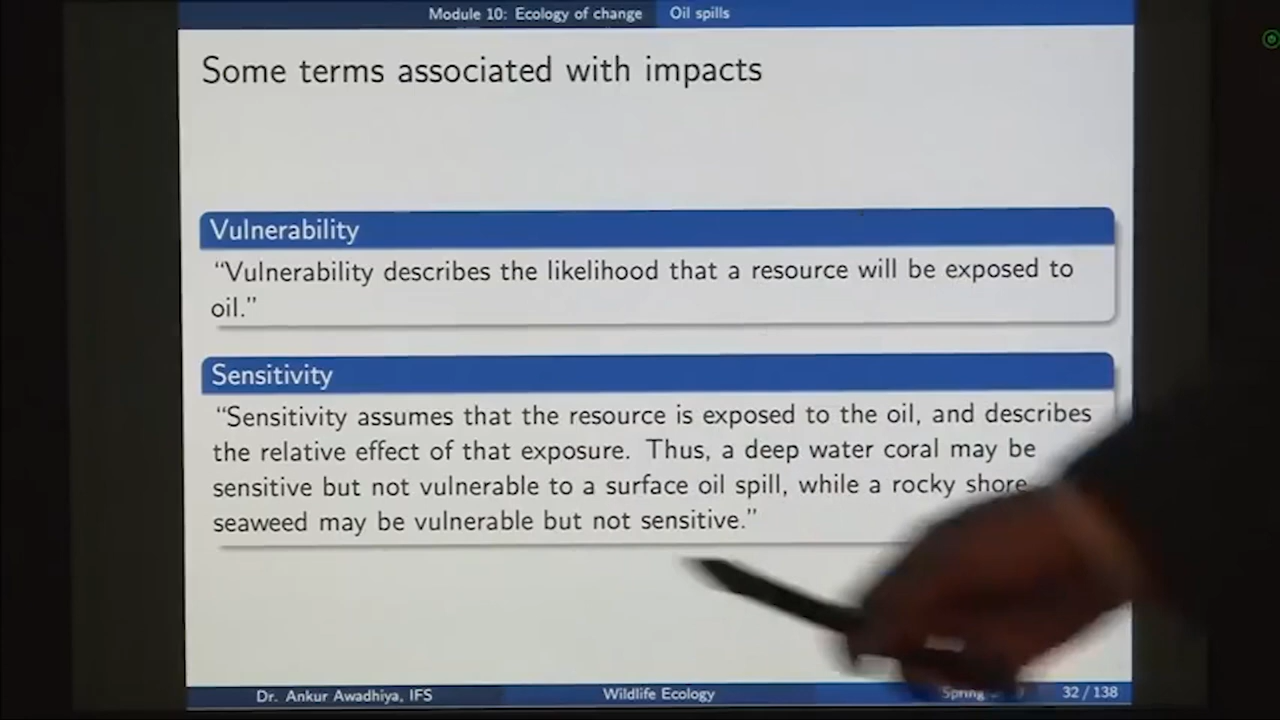 Module 10: Ecology of change Oil spills
Some terms associated with impacts
Vulnerability
“Vulnerability describes the likelihood that a resource will be exposed to
oil.”
Sensitivity
“Sensitivity assumes that the resource is exposed to the oil, and describes
the relative effect of that exposure. Thus, a deep water coral may be
sensitive but not vulnerable to a surface oil spill, while a rocky shore
seaweed may be vulnerable but not sensitive.”
Dr. Ankur Awadhiya, IFS Wildlife Ecology Spring 32 / 138